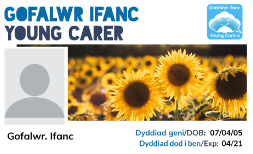 GOFALWR IFANC
YOUNG CARER
Gofalwr Ifanc
Young Carers
Gofalwr. Ifanc
Dyddiad geni/DOB: 07/04/05
Dyddiad dod i ben/Exp: 04/21